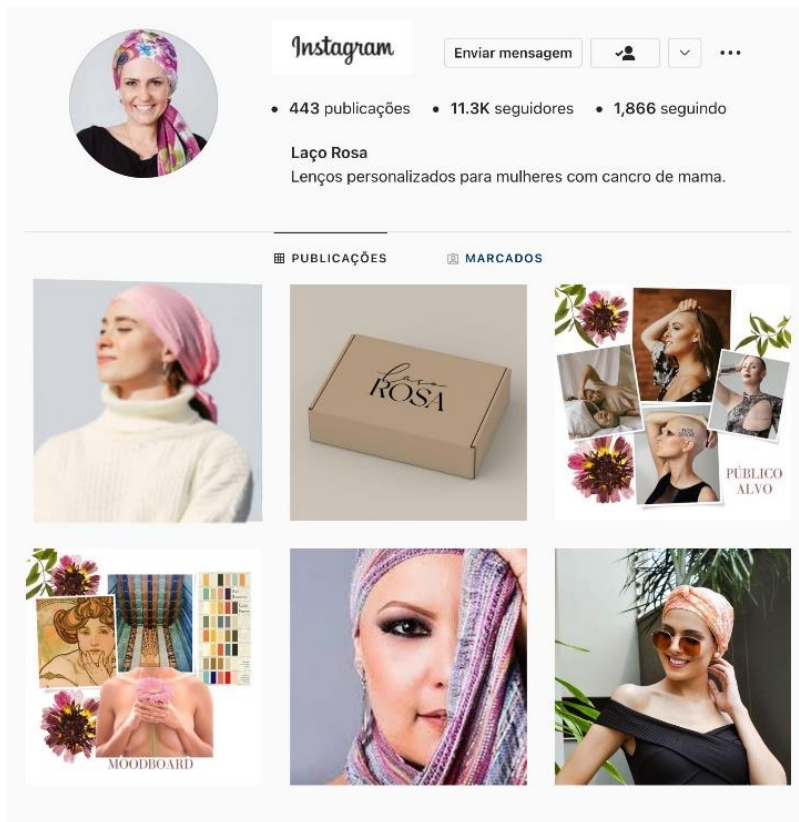 Instagram
Enviar mensagem
• 443 publicações • 11.3K seguidores • 1,866 seguindo
Laço Rosa
Lenços personalizados para mulheres com cancro de mama.
PUBLICAÇÕES
MARCADOS
laço
ROSA
PÚBLICO
ALVO
MOODBOARD